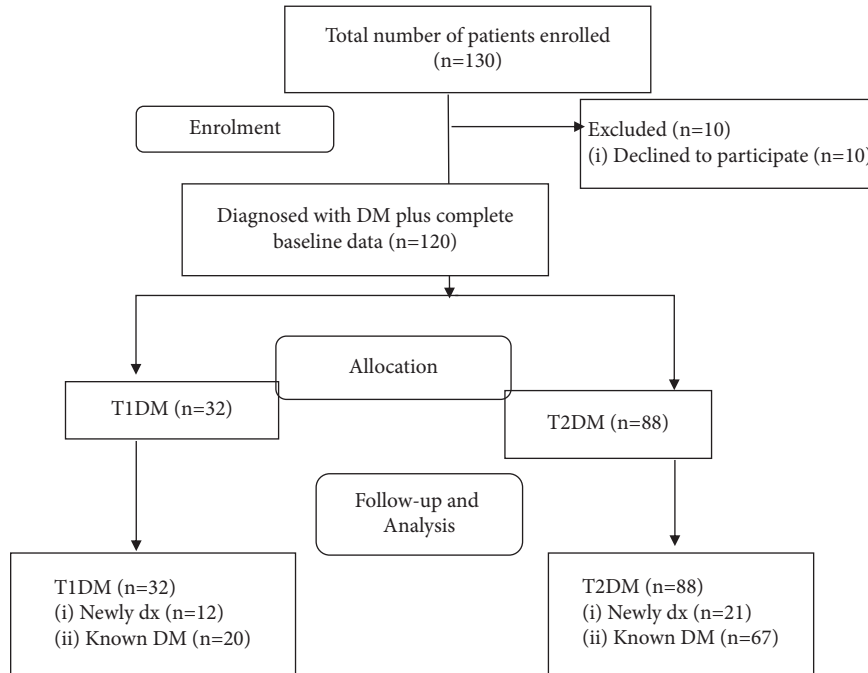 Total number of patients enrolled
(n=130)
Enrolment
Excluded (n=10)
(i) Declined to participate (n=10)
Diagnosed with DM plus complete
baseline data (n=120)
Allocation
T1DM (n=32)
T2DM (n=88)
Follow-up and
Analysis
T1DM (n=32)
(i) Newly dx (n=12)
(ii) Known DM (n=20)
T2DM (n=88)
(i) Newly dx (n=21)
(ii) Known DM (n=67)